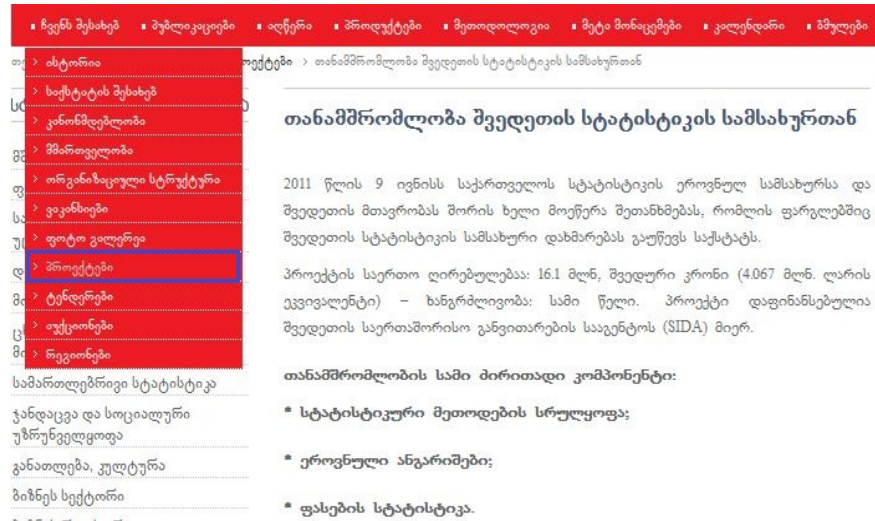 ჩვენს შესახებ პუბლიკაციები აღწერა პროდუქტები მეთოდოლოგია მეტა მონაცემები კალენდარი ბმულები
> თანამშრომლობა შვედეთის სტატისტიკის სამსახურთან
> ისტორია
> საქსტატის შესახებ
> კანონმდებლობა
> მმართველობა
> ორგანიზაციული სტრუქტურა
> ვაკანსიები
> ფოტო გალერეა
> პროექტები
> ტენდერები
> აუქციონები
> რეგიონები
სამართლებრივი სტატისტიკა
ჯანდაცვა და სოციალური
უზრუნველყოფა
განათლება, კულტურა
ბიზნეს სექტორი
თანამშრომლობა შვედეთის სტატისტიკის სამსახურთან
2011 წლის 9 ივნისს საქართველოს სტატისტიკის ეროვნულ სამსახურსა და
შვედეთის მთავრობას შორის ხელი მოეწერა შეთანხმებას, რომლის ფარგლებშიც
შვედეთის სტატისტიკის სამსახური დახმარებას გაუწევს საქსტატს.
პროექტის საერთო ღირებულებაა: 16.1 მლნ, შვედური კრონი (4.067 მლნ. ლარის
ეკვივალენტი) – ხანგრძლივობა: სამი წელი. პროექტი დაფინანსებულია
შვედეთის საერთაშორისო განვითარების სააგენტოს (SIDA) მიერ.
თანამშრომლობის სამი ძირითადი კომპონენტი:
* სტატისტიკური მეთოდების სრულყოფა;
* ეროვნული ანგარიშები;
* ფასების სტატისტიკა.